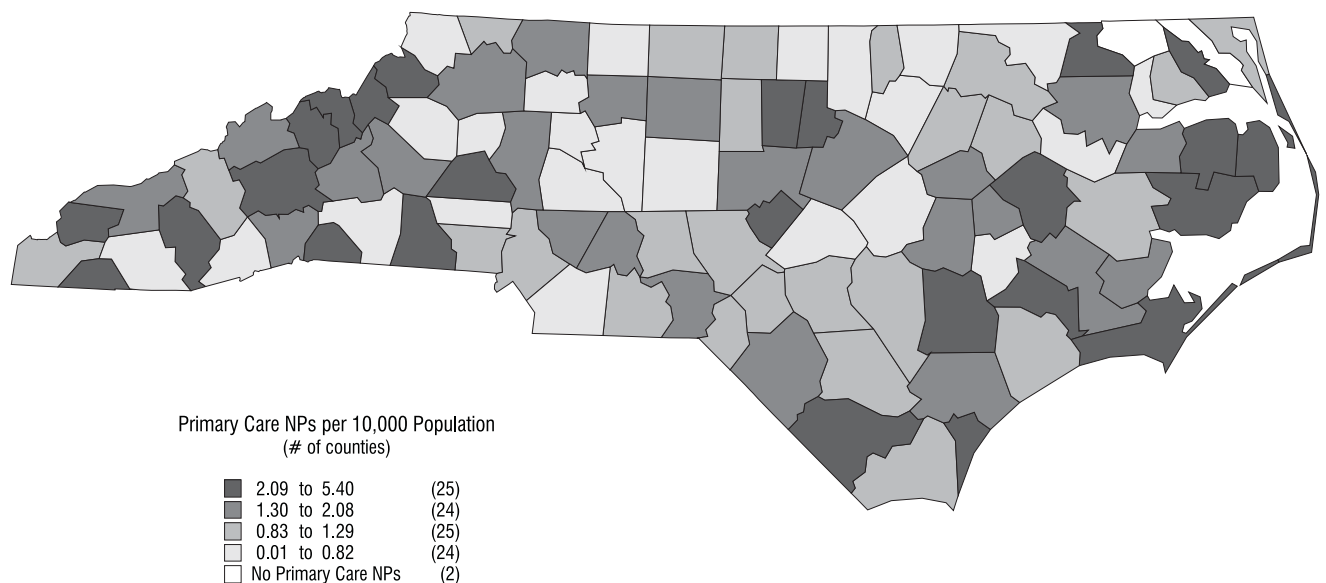 Primary Care NPs per 10,000 Population
(# of counties)
2.09 to 5.40 (25)
1.30 to 2.08 (24)
0.83 to 1.29 (25)
0.01 to 0.82 (24)
No Primary Care NPs (2)